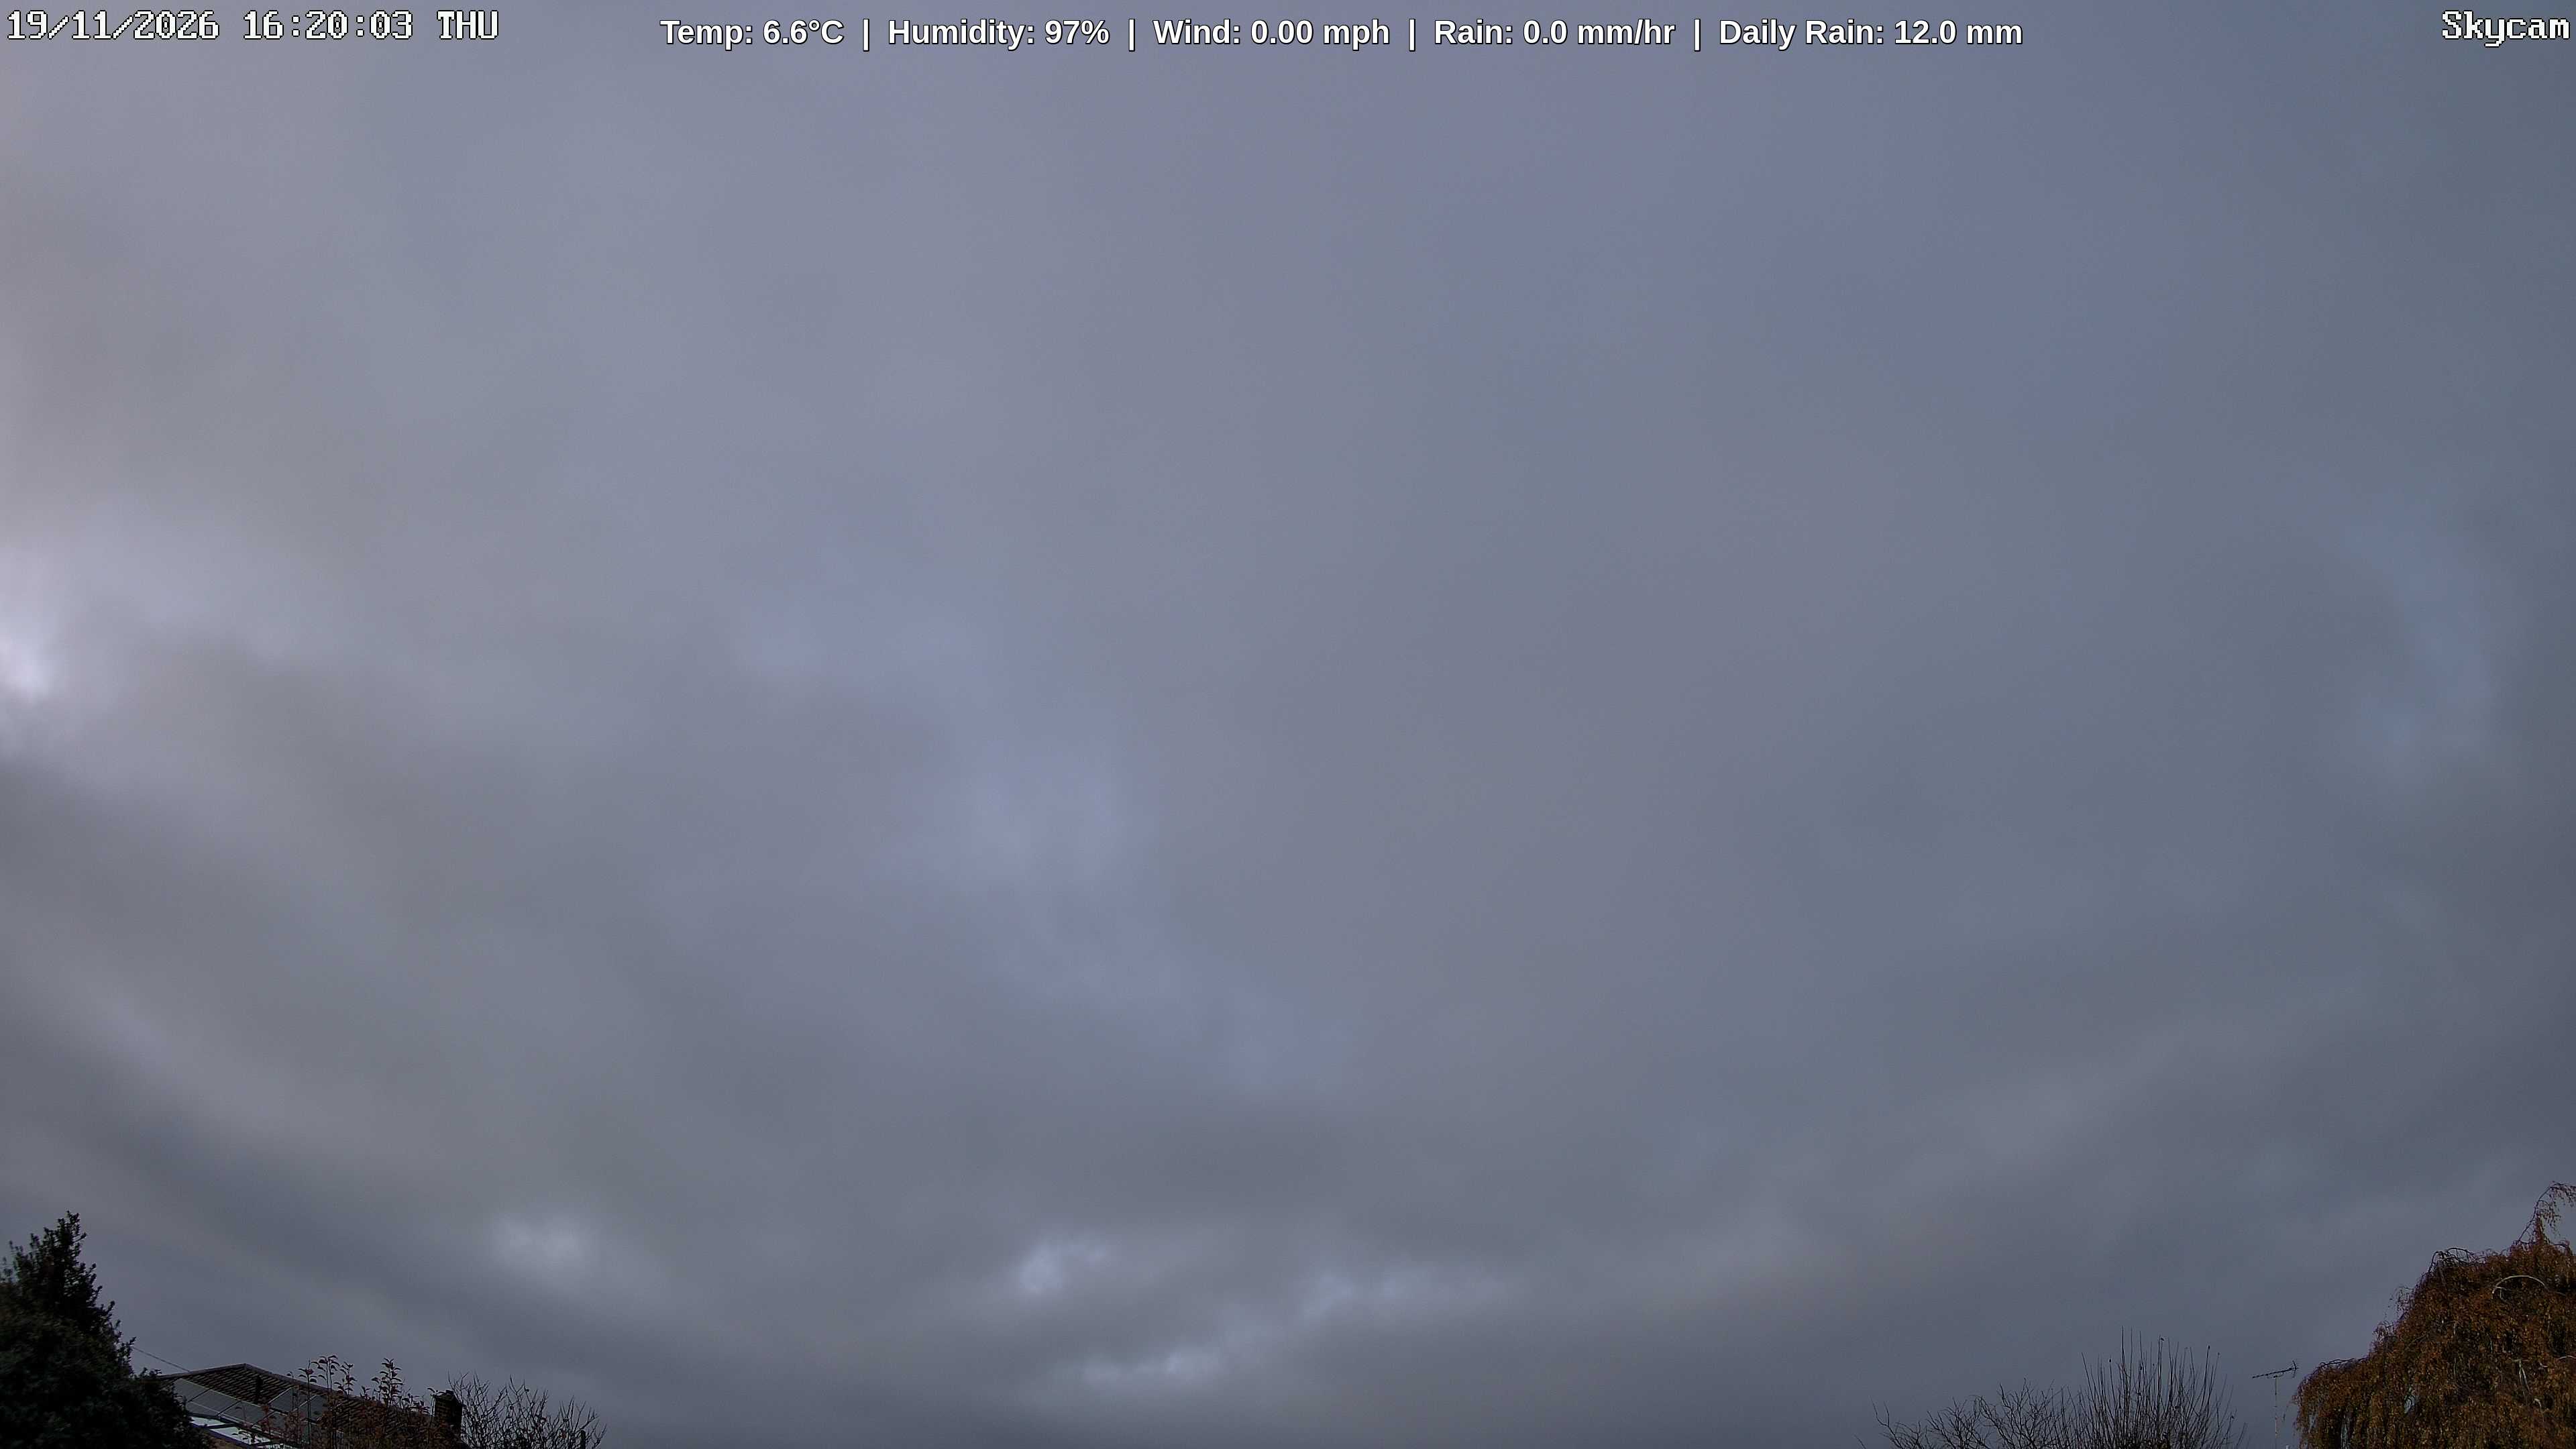 19/11/2026 16:20:03 THU
Temp: 6.6°C | Humidity: 97% | Wind: 0.00 mph | Rain: 0.0 mm/hr | Daily Rain: 12.0 mm
Skycam